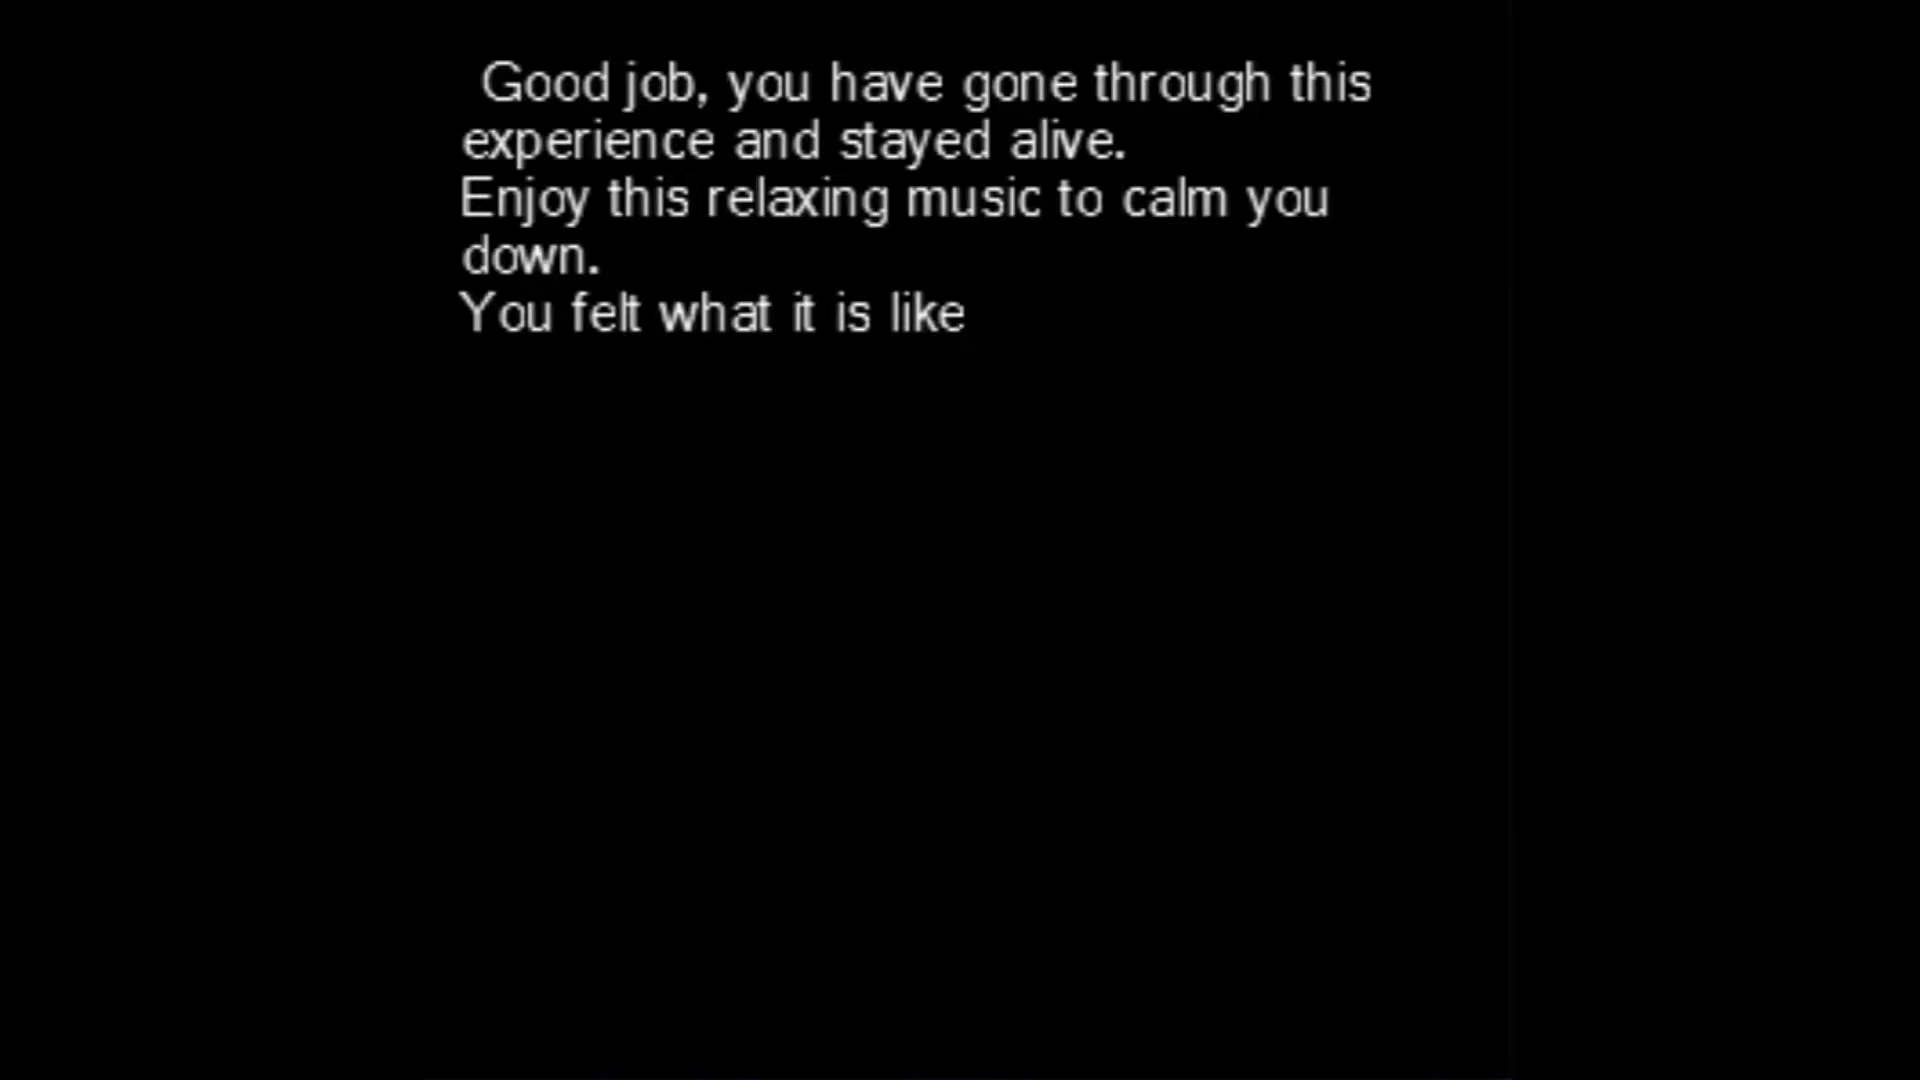 Good job, you have gone through this
experience and stayed alive.
Enjoy this relaxing music to calm you
down.
You felt what it is like